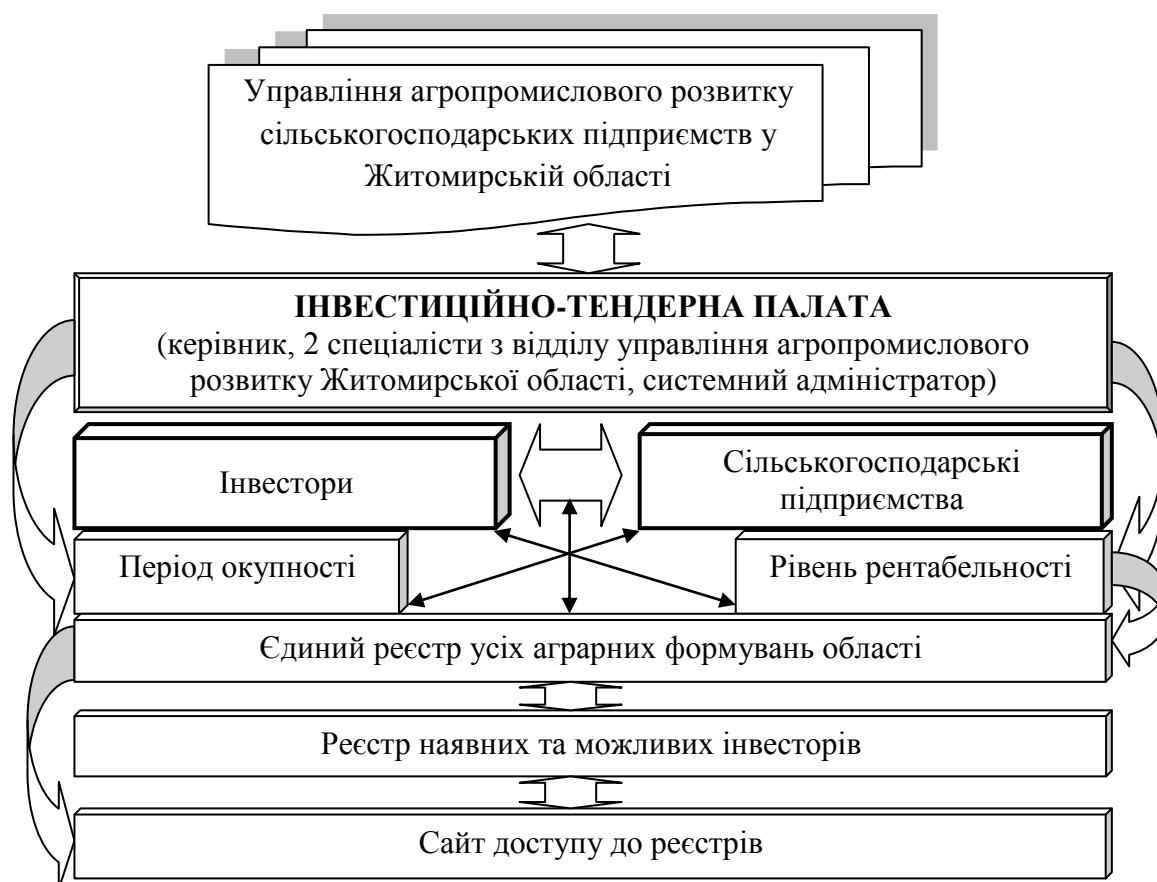 Управління агропромислового розвитку
сільськогосподарських підприємств у
Житомирській області
ІНВЕСТИЦІЙНО-ТЕНДЕРНА ПАЛАТА
(керівник, 2 спеціалісти з відділу управління агропромислового
розвитку Житомирської області, системний адміністратор)
Інвестори
Сільськогосподарські
підприємства
Період окупності
Рівень рентабельності
Єдиний реєстр усіх аграрних формувань області
Реєстр наявних та можливих інвесторів
Сайт доступу до реєстрів